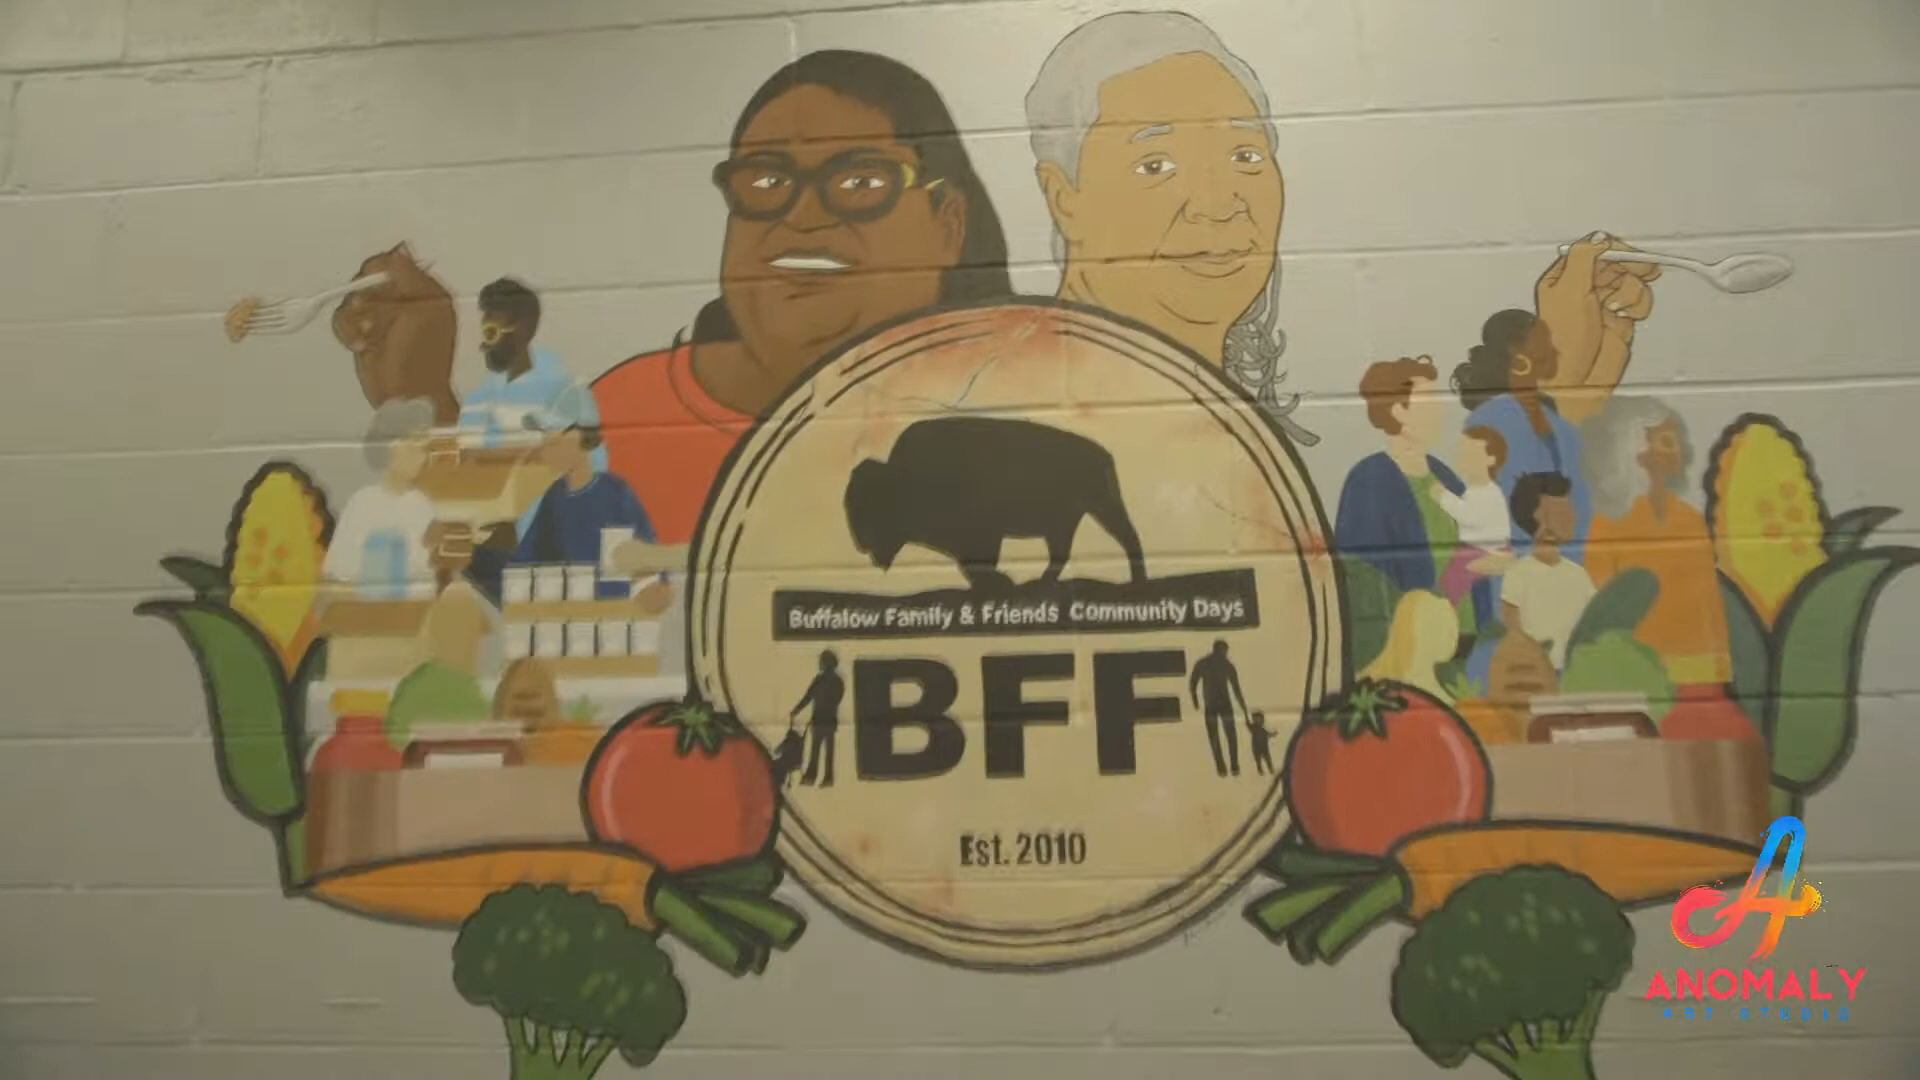 Buffalow Family & Friends Community Days
BFF
Est. 2010
ANOMALY
ART STUDIO